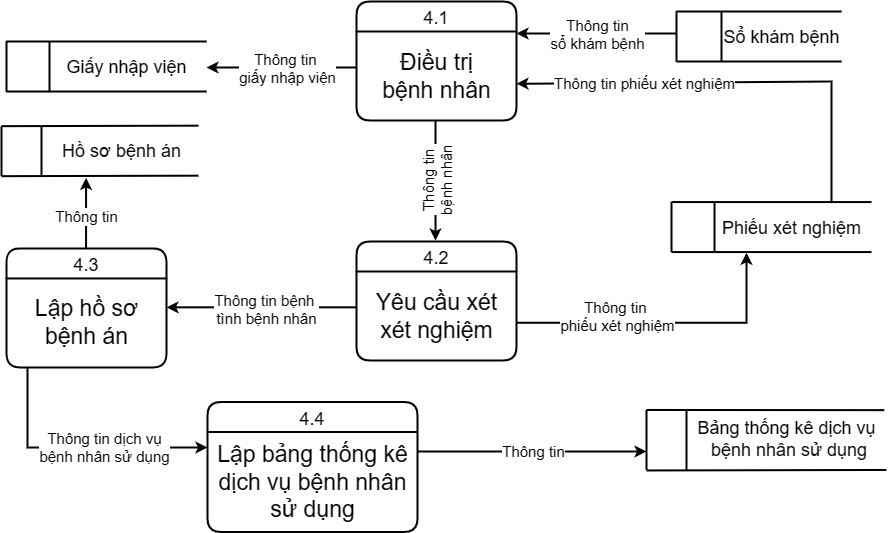 4.1
Điều trị
bệnh nhân
Thông tin
sổ khám bệnh
Sổ khám bệnh
Thông tin
giấy nhập viện
Giấy nhập viện
Thông tin phiếu xét nghiệm
Hồ sơ bệnh án
Thông tin
bệnh nhân
Thông tin
Phiếu xét nghiệm
4.3
Lập hồ sơ
bệnh án
4.2
Yêu cầu xét
xét nghiệm
Thông tin bệnh
tình bệnh nhân
Thông tin
phiếu xét nghiệm
4.4
Lập bảng thống kê
dịch vụ bệnh nhân
sử dụng
Thông tin dịch vụ
bệnh nhân sử dụng
Thông tin
Bảng thống kê dịch vụ
bệnh nhân sử dụng